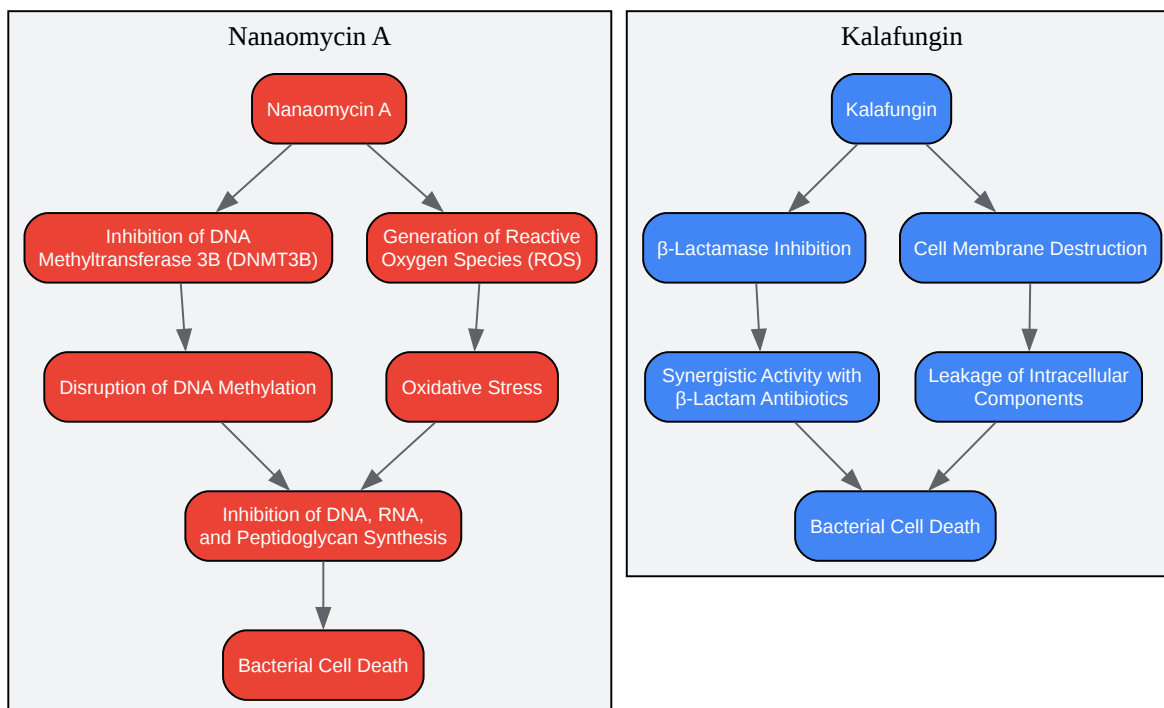 Nanaomycin A
Nanaomycin A
Inhibition of DNA
Methyltransferase 3B (DNMT3B)
Generation of Reactive
Oxygen Species (ROS)
Disruption of DNA Methylation
Oxidative Stress
Inhibition of DNA, RNA,
and Peptidoglycan Synthesis
Bacterial Cell Death
Kalafungin
Kalafungin
β-Lactamase Inhibition
Cell Membrane Destruction
Synergistic Activity with
β-Lactam Antibiotics
Leakage of Intracellular
Components
Bacterial Cell Death